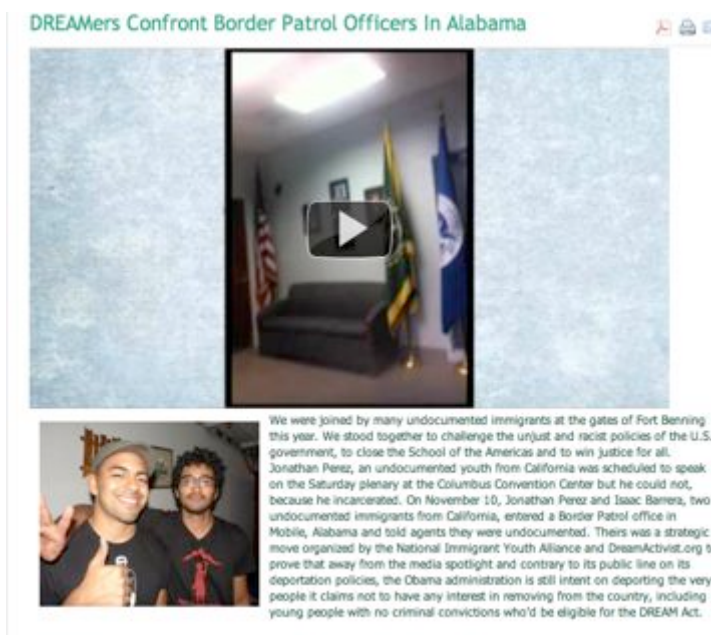 DREAMers Confront Border Patrol Officers In Alabama
We were joined by many undocumented immigrants at the gates of Fort Benning
this year. We stood together to challenge the unjust and racist policies of the U.S.
government, to close the School of the Americas and to win justice for all.
Jonathan Perez, an undocumented youth from California was scheduled to speak
on the Saturday plenary at the Columbus Convention Center but he could not,
because he incarcerated. On November 10, Jonathan Perez and Isaac Barrera, two
undocumented immigrants from California, entered a Border Patrol office in
Mobile, Alabama and told agents they were undocumented. Theirs was a strategic
move organized by the National Immigrant Youth Alliance and DreamActivist.org t
prove that away from the media spotlight and contrary to its public line on its
deportation policies, the Obama administration is still intent on deporting the very
people it claims not to have any interest in removing from the country, including
young people with no criminal convictions who'd be eligible for the DREAM Act.